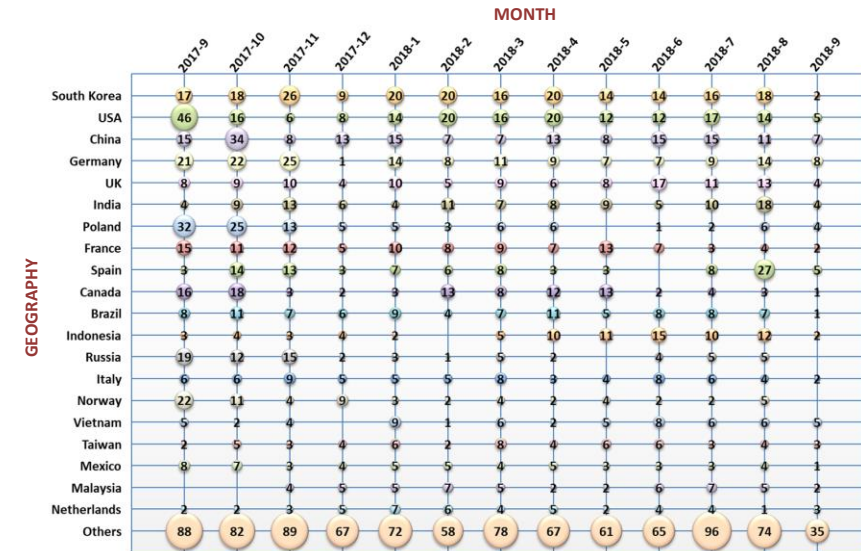 MONTH
2017-9 2017-10 2017-11 2017-12 2018-1 2018-2 2018-3 2018-4 2018-5 2018-6 2018-7 2018-8 2018-9
GEOGRAPHY
South Korea 17 18 26 9 20 20 16 20 14 14 16 18 2
USA 46 16 6 8 14 20 16 20 12 12 17 14 5
China 15 34 8 13 15 7 7 13 8 15 15 11 7
Germany 21 22 25 1 14 8 11 9 7 7 9 14 8
UK 8 9 10 4 10 5 9 6 8 17 11 13 4
India 4 9 13 6 4 11 7 8 9 5 10 18 4
Poland 32 25 13 5 5 3 6 6 1 2 6 4
France 15 11 12 5 10 8 9 7 13 7 3 4 2
Spain 3 14 13 3 7 6 8 3 3 8 27 5
Canada 16 18 3 2 3 13 8 12 13 2 4 3 1
Brazil 8 11 7 6 9 4 7 11 5 8 8 7 1
Indonesia 3 4 3 4 2 5 10 11 15 10 12 2
Russia 19 12 15 2 3 1 5 2 4 5 5
Italy 6 6 9 5 5 5 8 3 4 8 6 4 2
Norway 22 11 4 9 3 2 4 2 4 2 2 5
Vietnam 5 2 4 9 1 6 2 5 8 6 6 5
Taiwan 2 5 3 4 6 2 8 4 6 6 3 4 3
Mexico 8 7 3 4 5 5 4 5 3 3 3 4 1
Malaysia 4 5 5 7 5 2 2 6 7 5 2
Netherlands 2 2 3 5 7 6 4 5 2 4 4 1 3
Others 88 82 89 67 72 58 78 67 61 65 96 74 35